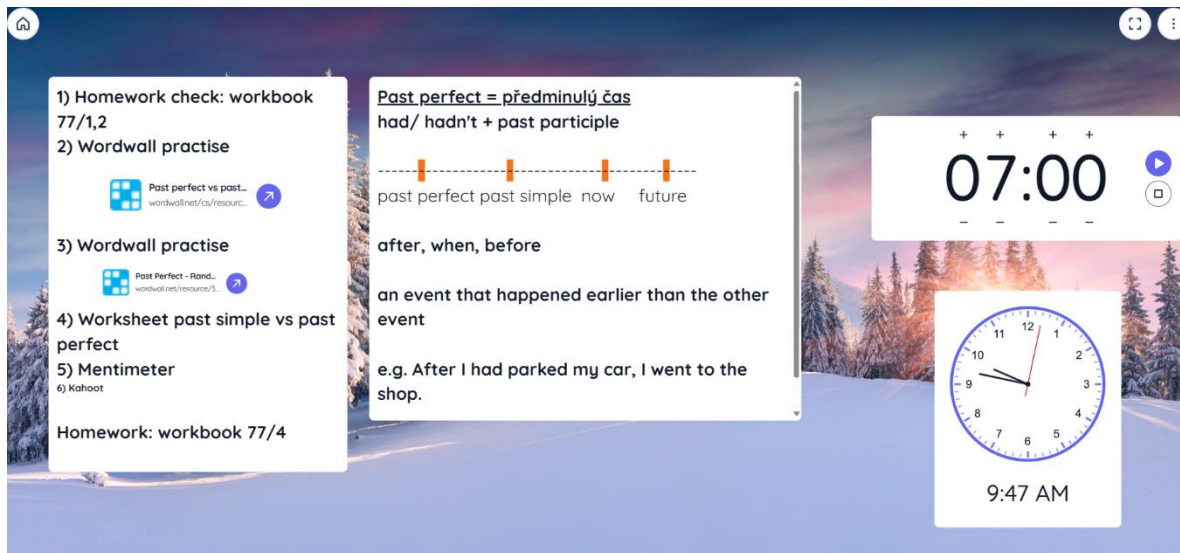 1) Homework check: workbook
77/1,2
2) Wordwall practise
Past perfect vs past...
wordwall.net/cs/resourc...
3) Wordwall practise
Past Perfect - Rand...
wordwall.net/resource/3...
4) Worksheet past simple vs past
perfect
5) Mentimeter
6) Kahoot
Homework: workbook 77/4
Past perfect = předminulý čas
had/ hadn't + past participle
past perfect past simple now future
after, when, before
an event that happened earlier than the other
event
e.g. After I had parked my car, I went to the
shop.
+ + + +
07:00
– – – –
12
11 1
10 2
9 3
8 4
7 5
6
9:47 AM